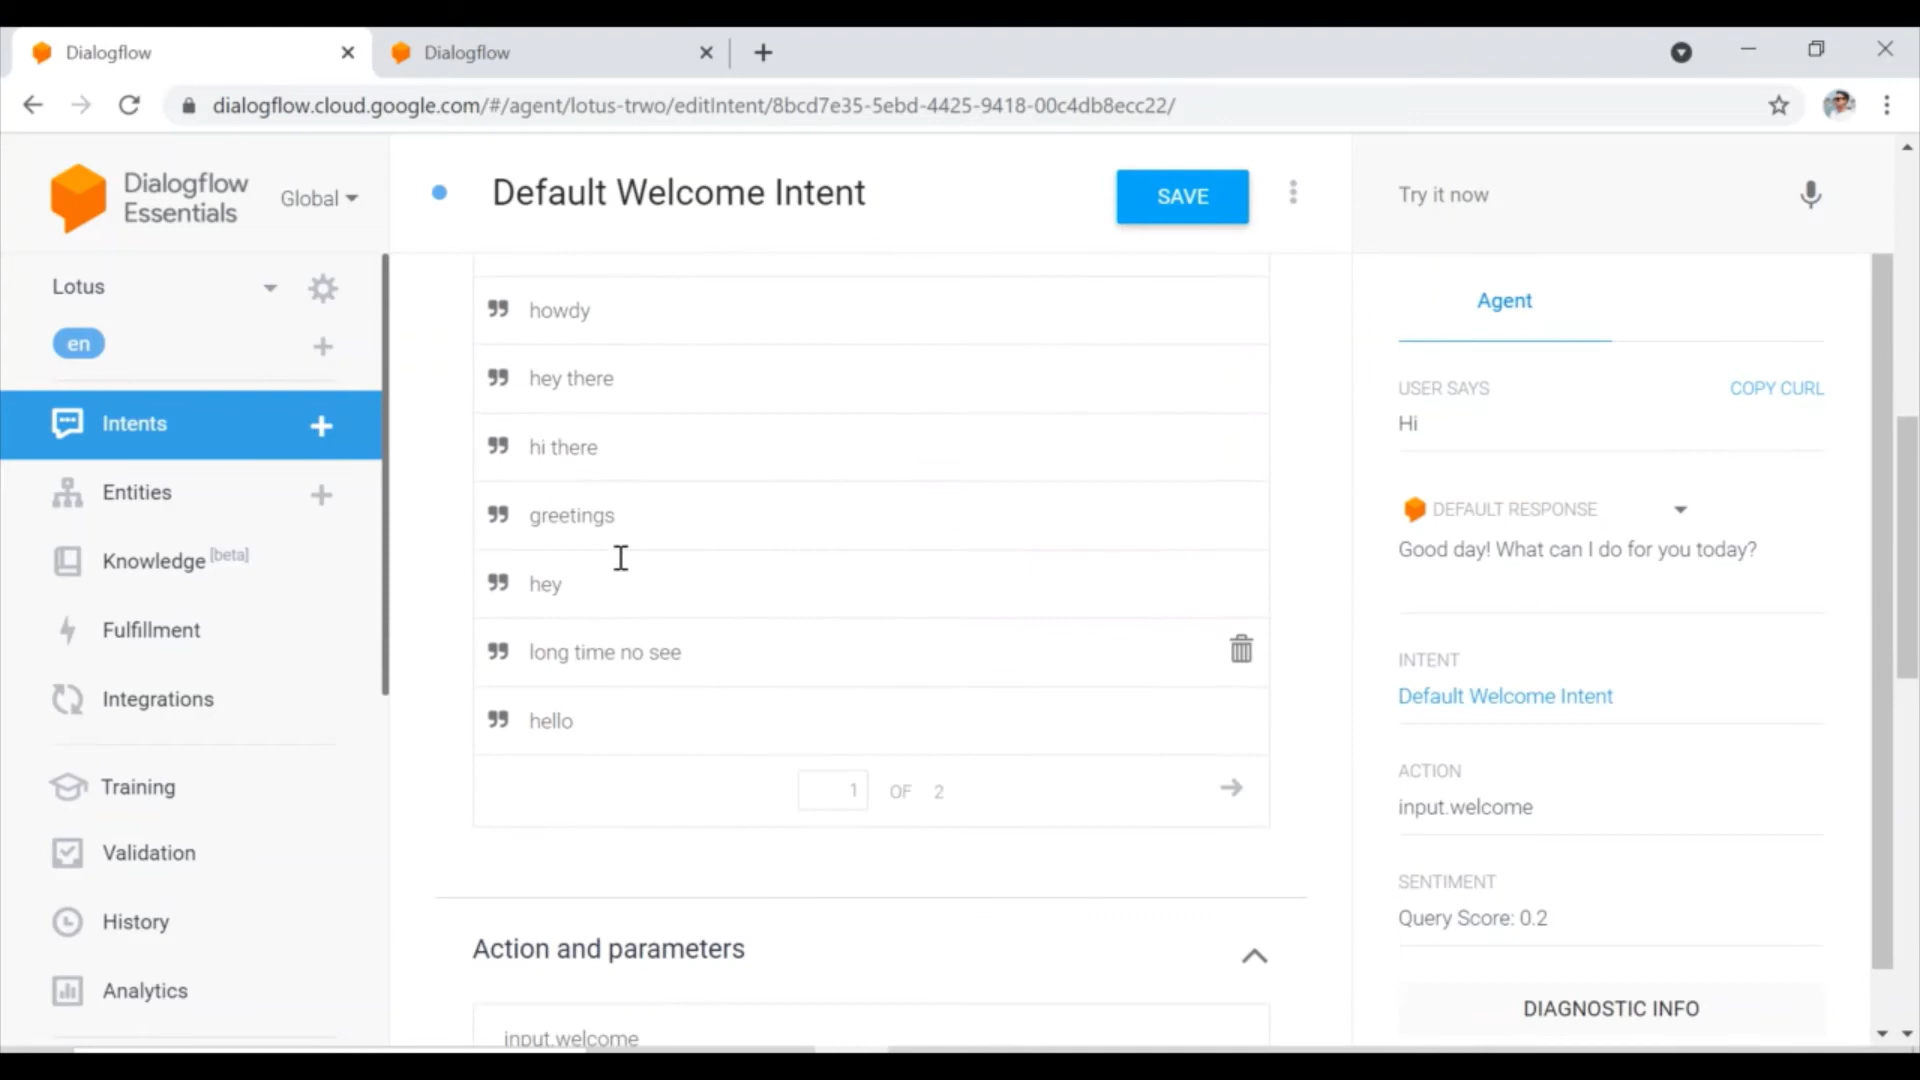 Dialogflow
Dialogflow
dialogflow.cloud.google.com/#/agent/lotus-trwo/editIntent/8bcd7e35-5ebd-4425-9418-00c4db8ecc22/
Dialogflow
Essentials
Global
Lotus
en
Intents
Entities
Knowledge [beta]
Fulfillment
Integrations
Training
Validation
History
Analytics
Default Welcome Intent
SAVE
howdy
hey there
hi there
greetings
hey
long time no see
hello
1 OF 2
Action and parameters
input.welcome
Try it now
Agent
USER SAYS COPY CURL
Hi
DEFAULT RESPONSE
Good day! What can I do for you today?
INTENT
Default Welcome Intent
ACTION
input.welcome
SENTIMENT
Query Score: 0.2
DIAGNOSTIC INFO